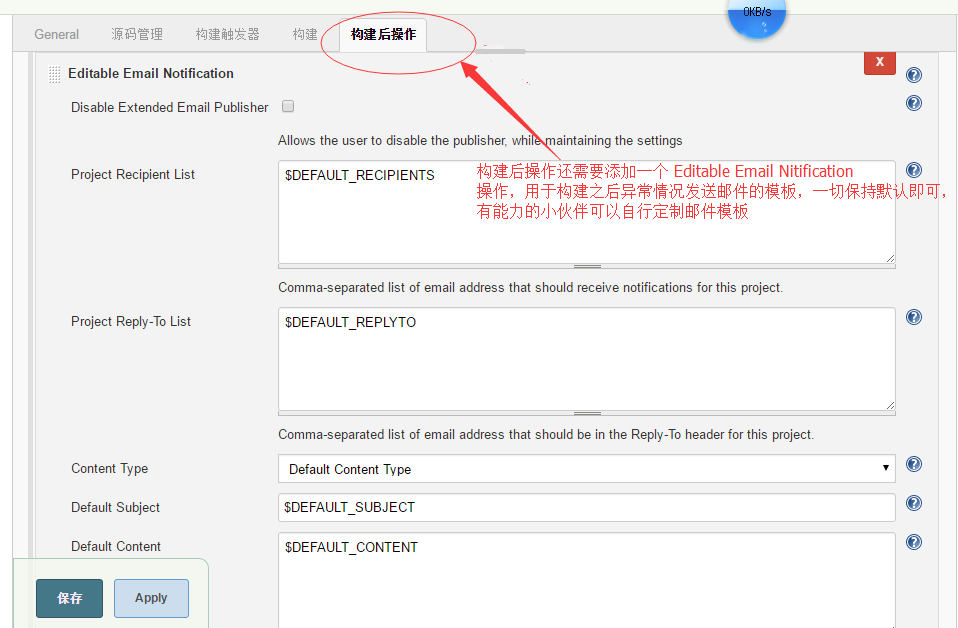 0KB/s
General 源码管理 构建触发器 构建 构建后操作
Editable Email Notification
X
Disable Extended Email Publisher
Allows the user to disable the publisher, while maintaining the settings
Project Recipient List
$DEFAULT_RECIPIENTS
构建后操作还需要添加一个 Editable Email Nitification
操作，用于构建之后异常情况发送邮件的模板，一切保持默认即可，
有能力的小伙伴可以自行定制邮件模板
Comma-separated list of email address that should receive notifications for this project.
Project Reply-To List
$DEFAULT_REPLYTO
Comma-separated list of email address that should be in the Reply-To header for this project.
Content Type
Default Content Type
Default Subject
$DEFAULT_SUBJECT
Default Content
$DEFAULT_CONTENT
保存
Apply